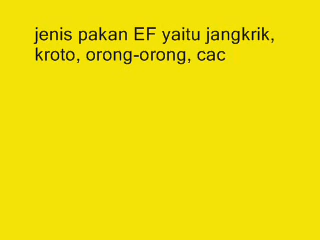 jenis pakan EF yaitu jangkrik,
kroto, orong-orong, cac